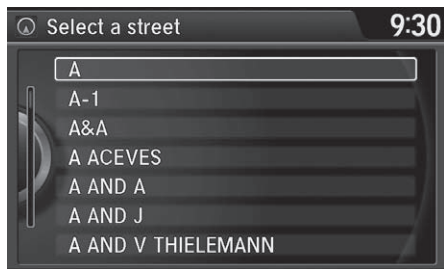 Select a street
9:30
A
A-1
A&A
A ACEVES
A AND A
A AND J
A AND V THIELEMANN